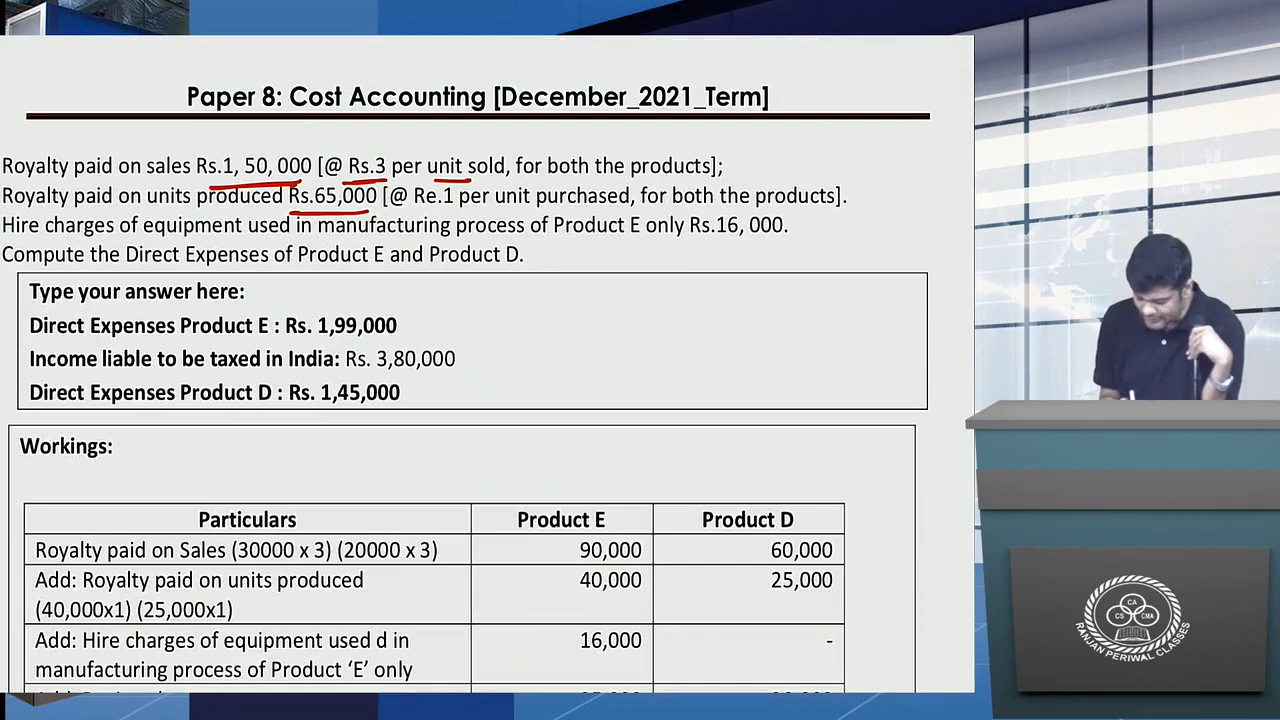 Paper 8: Cost Accounting [December_2021_Term]
Royalty paid on sales Rs.1, 50, 000 [@ Rs.3 per unit sold, for both the products];
Royalty paid on units produced Rs.65,000 [@ Re.1 per unit purchased, for both the products].
Hire charges of equipment used in manufacturing process of Product E only Rs.16, 000.
Compute the Direct Expenses of Product E and Product D.
Type your answer here:
Direct Expenses Product E : Rs. 1,99,000
Income liable to be taxed in India: Rs. 3,80,000
Direct Expenses Product D : Rs. 1,45,000
Workings:
Particulars Product E Product D
Royalty paid on Sales (30000 x 3) (20000 x 3) 90,000 60,000
Add: Royalty paid on units produced 40,000 25,000
(40,000x1) (25,000x1)
Add: Hire charges of equipment used d in 16,000 -
manufacturing process of Product ‘E’ only
CA
CS CMA
RANJAN PERIWAL CLASSES